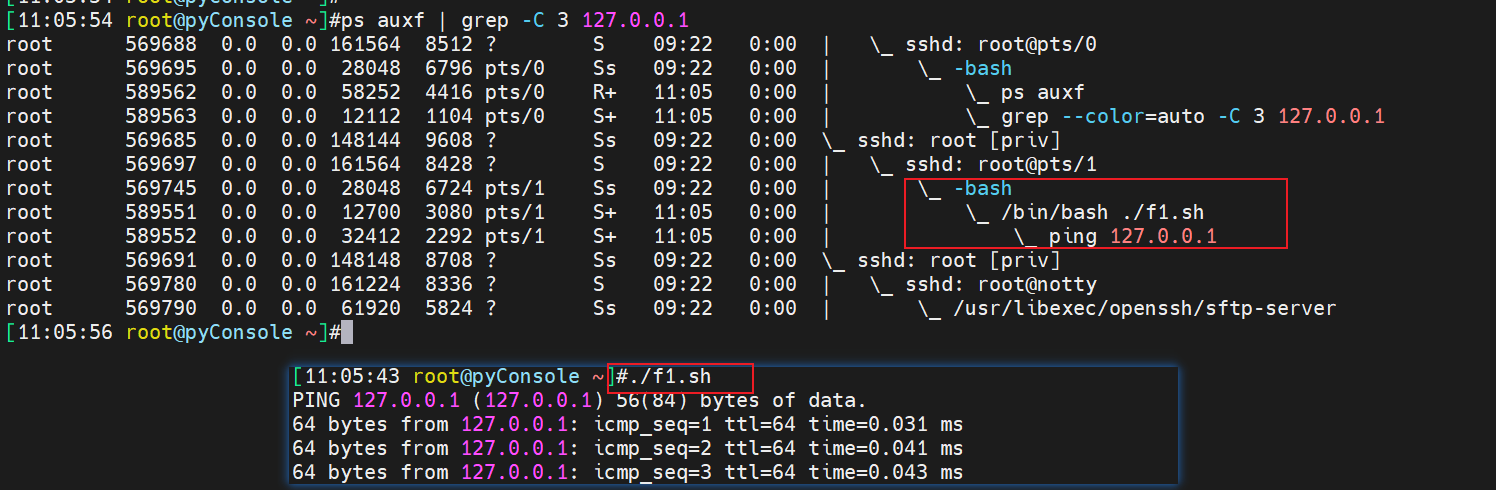 [11:05:54 root@pyConsole ~]#ps auxf | grep -C 3 127.0.0.1
root      569688  0.0  0.0 161564  8512 ?        S    09:22   0:00  |   \_ sshd: root@pts/0
root      569695  0.0  0.0  28048  6796 pts/0    Ss   09:22   0:00  |       \_ -bash
root      589562  0.0  0.0  58252  4416 pts/0    R+   11:05   0:00  |           \_ ps auxf
root      589563  0.0  0.0  12112  1104 pts/0    S+   11:05   0:00  |           \_ grep --color=auto -C 3 127.0.0.1
root      569685  0.0  0.0 148144  9608 ?        Ss   09:22   0:00  \_ sshd: root [priv]
root      569697  0.0  0.0 161564  8428 ?        S    09:22   0:00  |   \_ sshd: root@pts/1
root      569745  0.0  0.0  28048  6724 pts/1    Ss   09:22   0:00  |       \_ -bash
root      589551  0.0  0.0  12700  3080 pts/1    S+   11:05   0:00  |           \_ /bin/bash ./f1.sh
root      589552  0.0  0.0  32412  2292 pts/1    S+   11:05   0:00  |               \_ ping 127.0.0.1
root      569691  0.0  0.0 148148  8708 ?        Ss   09:22   0:00  \_ sshd: root [priv]
root      569780  0.0  0.0 161224  8336 ?        S    09:22   0:00  |   \_ sshd: root@notty
root      569790  0.0  0.0  61920  5824 ?        Ss   09:22   0:00  |       \_ /usr/libexec/openssh/sftp-server
[11:05:56 root@pyConsole ~]#
[11:05:43 root@pyConsole ~]#./f1.sh
PING 127.0.0.1 (127.0.0.1) 56(84) bytes of data.
64 bytes from 127.0.0.1: icmp_seq=1 ttl=64 time=0.031 ms
64 bytes from 127.0.0.1: icmp_seq=2 ttl=64 time=0.041 ms
64 bytes from 127.0.0.1: icmp_seq=3 ttl=64 time=0.043 ms